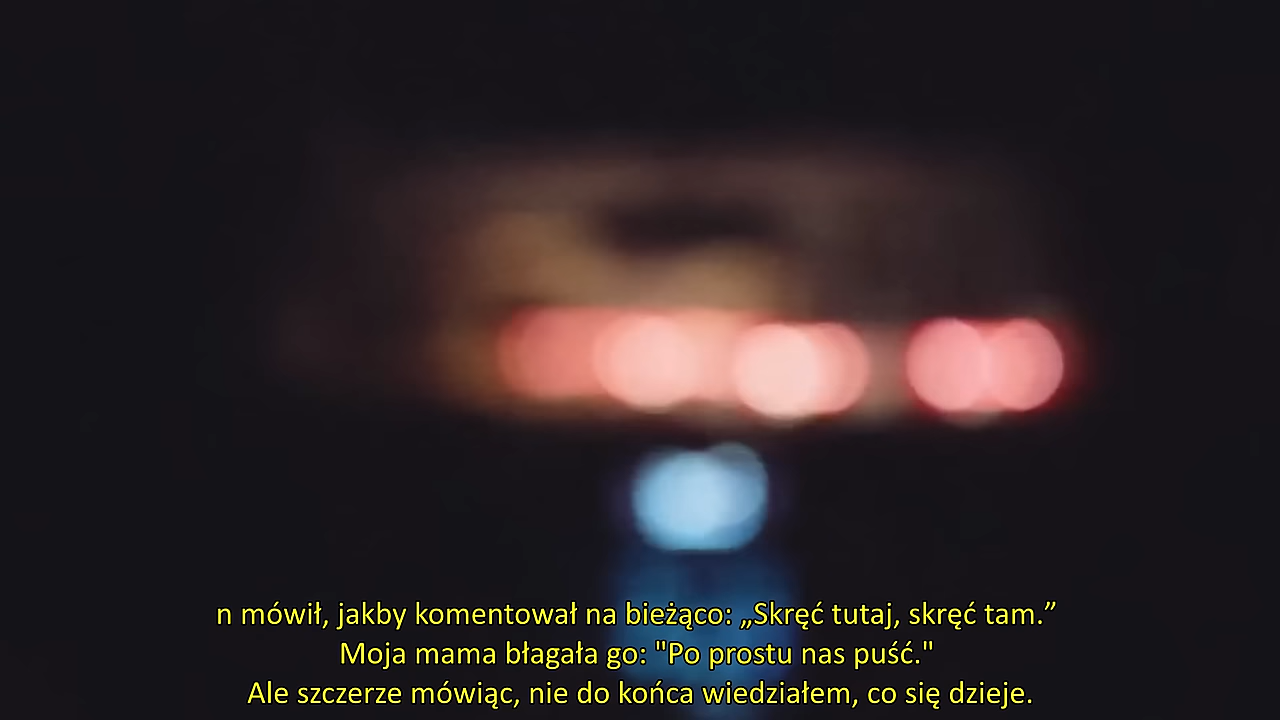 n mówił, jakby komentował na bieżąco: „Skręć tutaj, skręć tam.”
Moja mama błagała go: "Po prostu nas puść."
Ale szczerze mówiąc, nie do końca wiedziałem, co się dzieje.